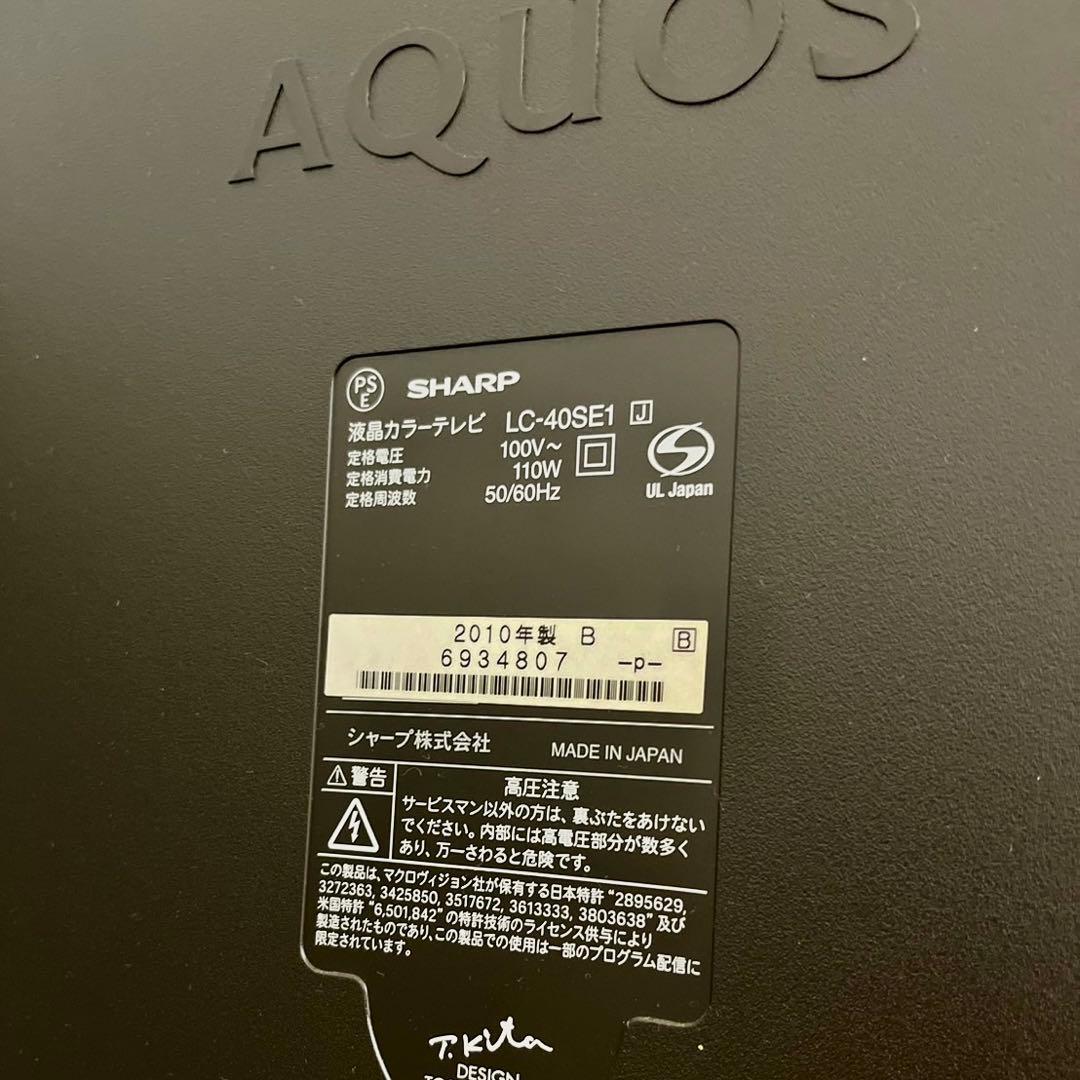 AQUOS
PSE SHARP
液晶カラーテレビ LC-40SE1 J
定格電圧 100V～
定格消費電力 110W
定格周波数 50/60Hz
UL Japan
2010年製 B B
6934807 -p-
シャープ株式会社 MADE IN JAPAN
⚠警告
高圧注意
サービスマン以外の方は、裏ぶたをあけない
でください。内部には高電圧部分が数多く
あり、万一さわると危険です。
この製品は、マクロヴィジョン社が保有する日本特許 "2895629,
3272363, 3425850, 3517672, 3613333, 3803638" 及び
米国特許 "6,501,842" の特許技術のライセンス供与により
製造されたものであり、この製品での使用は一部のプログラム配信に
限定されています。
T.Kita
DESIGN